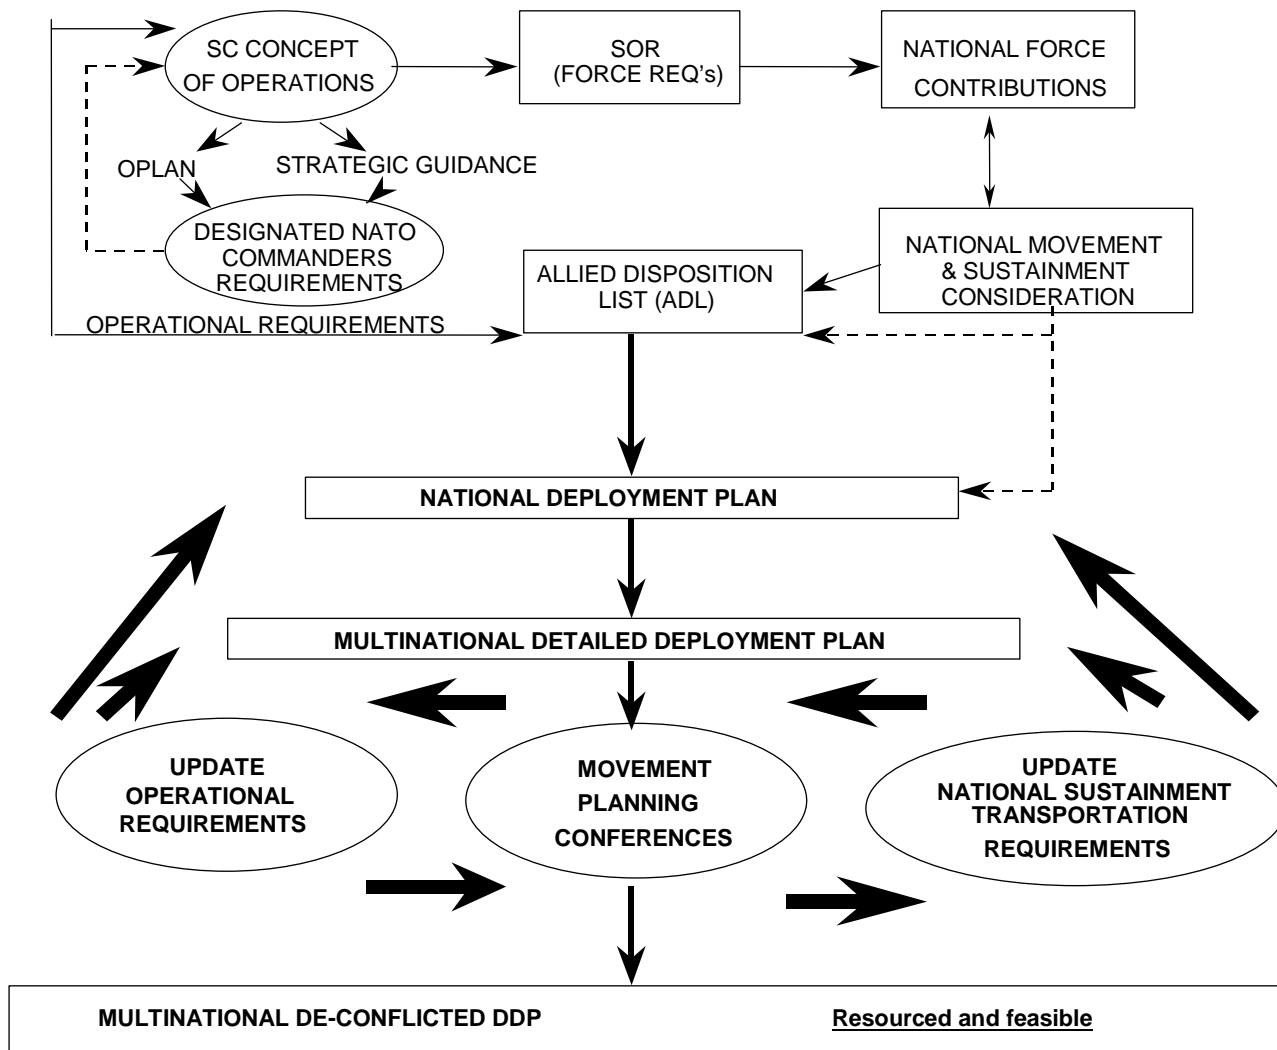 SC CONCEPT
OF OPERATIONS
SOR
(FORCE REQ's)
NATIONAL FORCE
CONTRIBUTIONS
OPLAN
STRATEGIC GUIDANCE
DESIGNATED NATO
COMMANDERS
REQUIREMENTS
NATIONAL MOVEMENT
& SUSTAINMENT
CONSIDERATION
ALLIED DISPOSITION
LIST (ADL)
OPERATIONAL REQUIREMENTS
NATIONAL DEPLOYMENT PLAN
MULTINATIONAL DETAILED DEPLOYMENT PLAN
UPDATE
OPERATIONAL
REQUIREMENTS
MOVEMENT
PLANNING
CONFERENCES
UPDATE
NATIONAL SUSTAINMENT
TRANSPORTATION
REQUIREMENTS
MULTINATIONAL DE-CONFLICTED DDP
Resourced and feasible